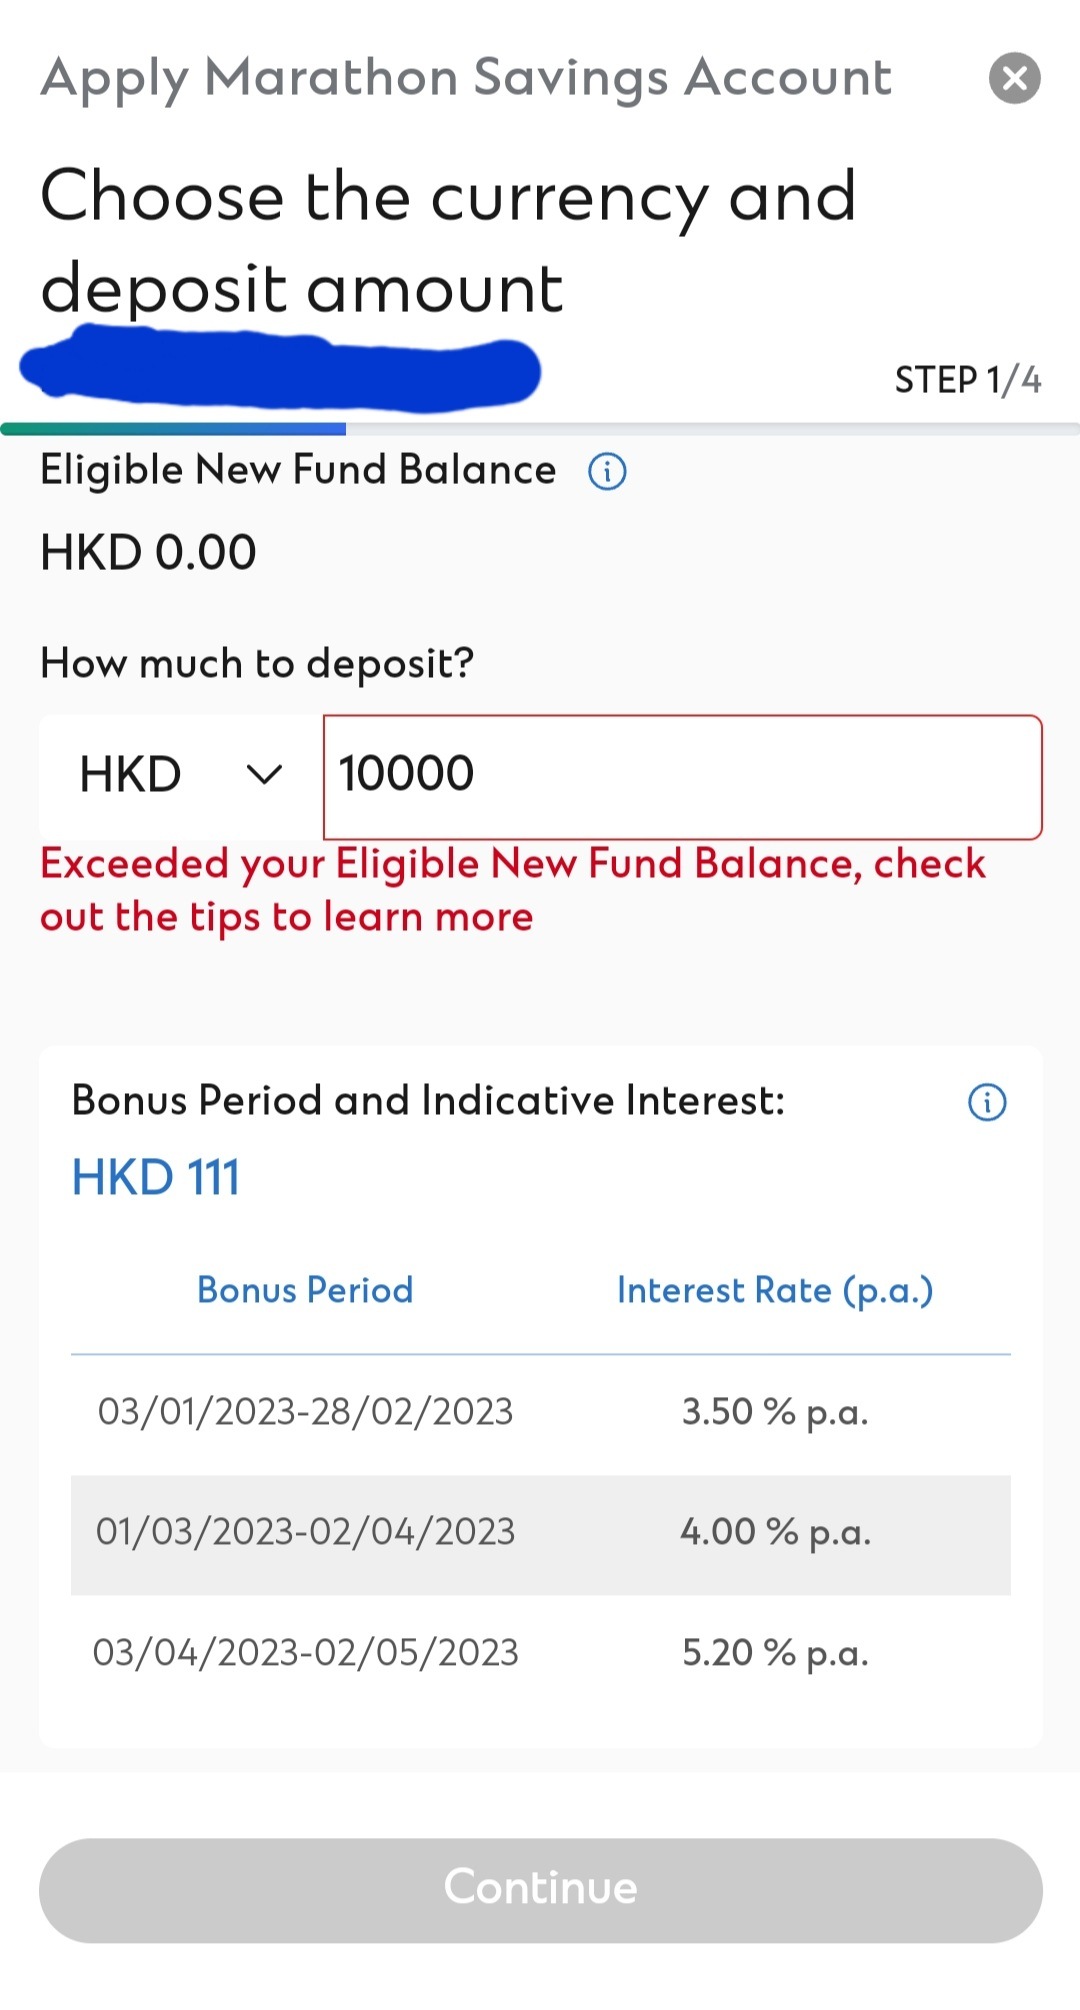 Apply Marathon Savings Account
Choose the currency and
deposit amount
STEP 1/4
Eligible New Fund Balance
HKD 0.00
How much to deposit?
HKD 10000
Exceeded your Eligible New Fund Balance, check
out the tips to learn more
Bonus Period and Indicative Interest:
HKD 111
Bonus Period Interest Rate (p.a.)
03/01/2023-28/02/2023 3.50 % p.a.
01/03/2023-02/04/2023 4.00 % p.a.
03/04/2023-02/05/2023 5.20 % p.a.
Continue